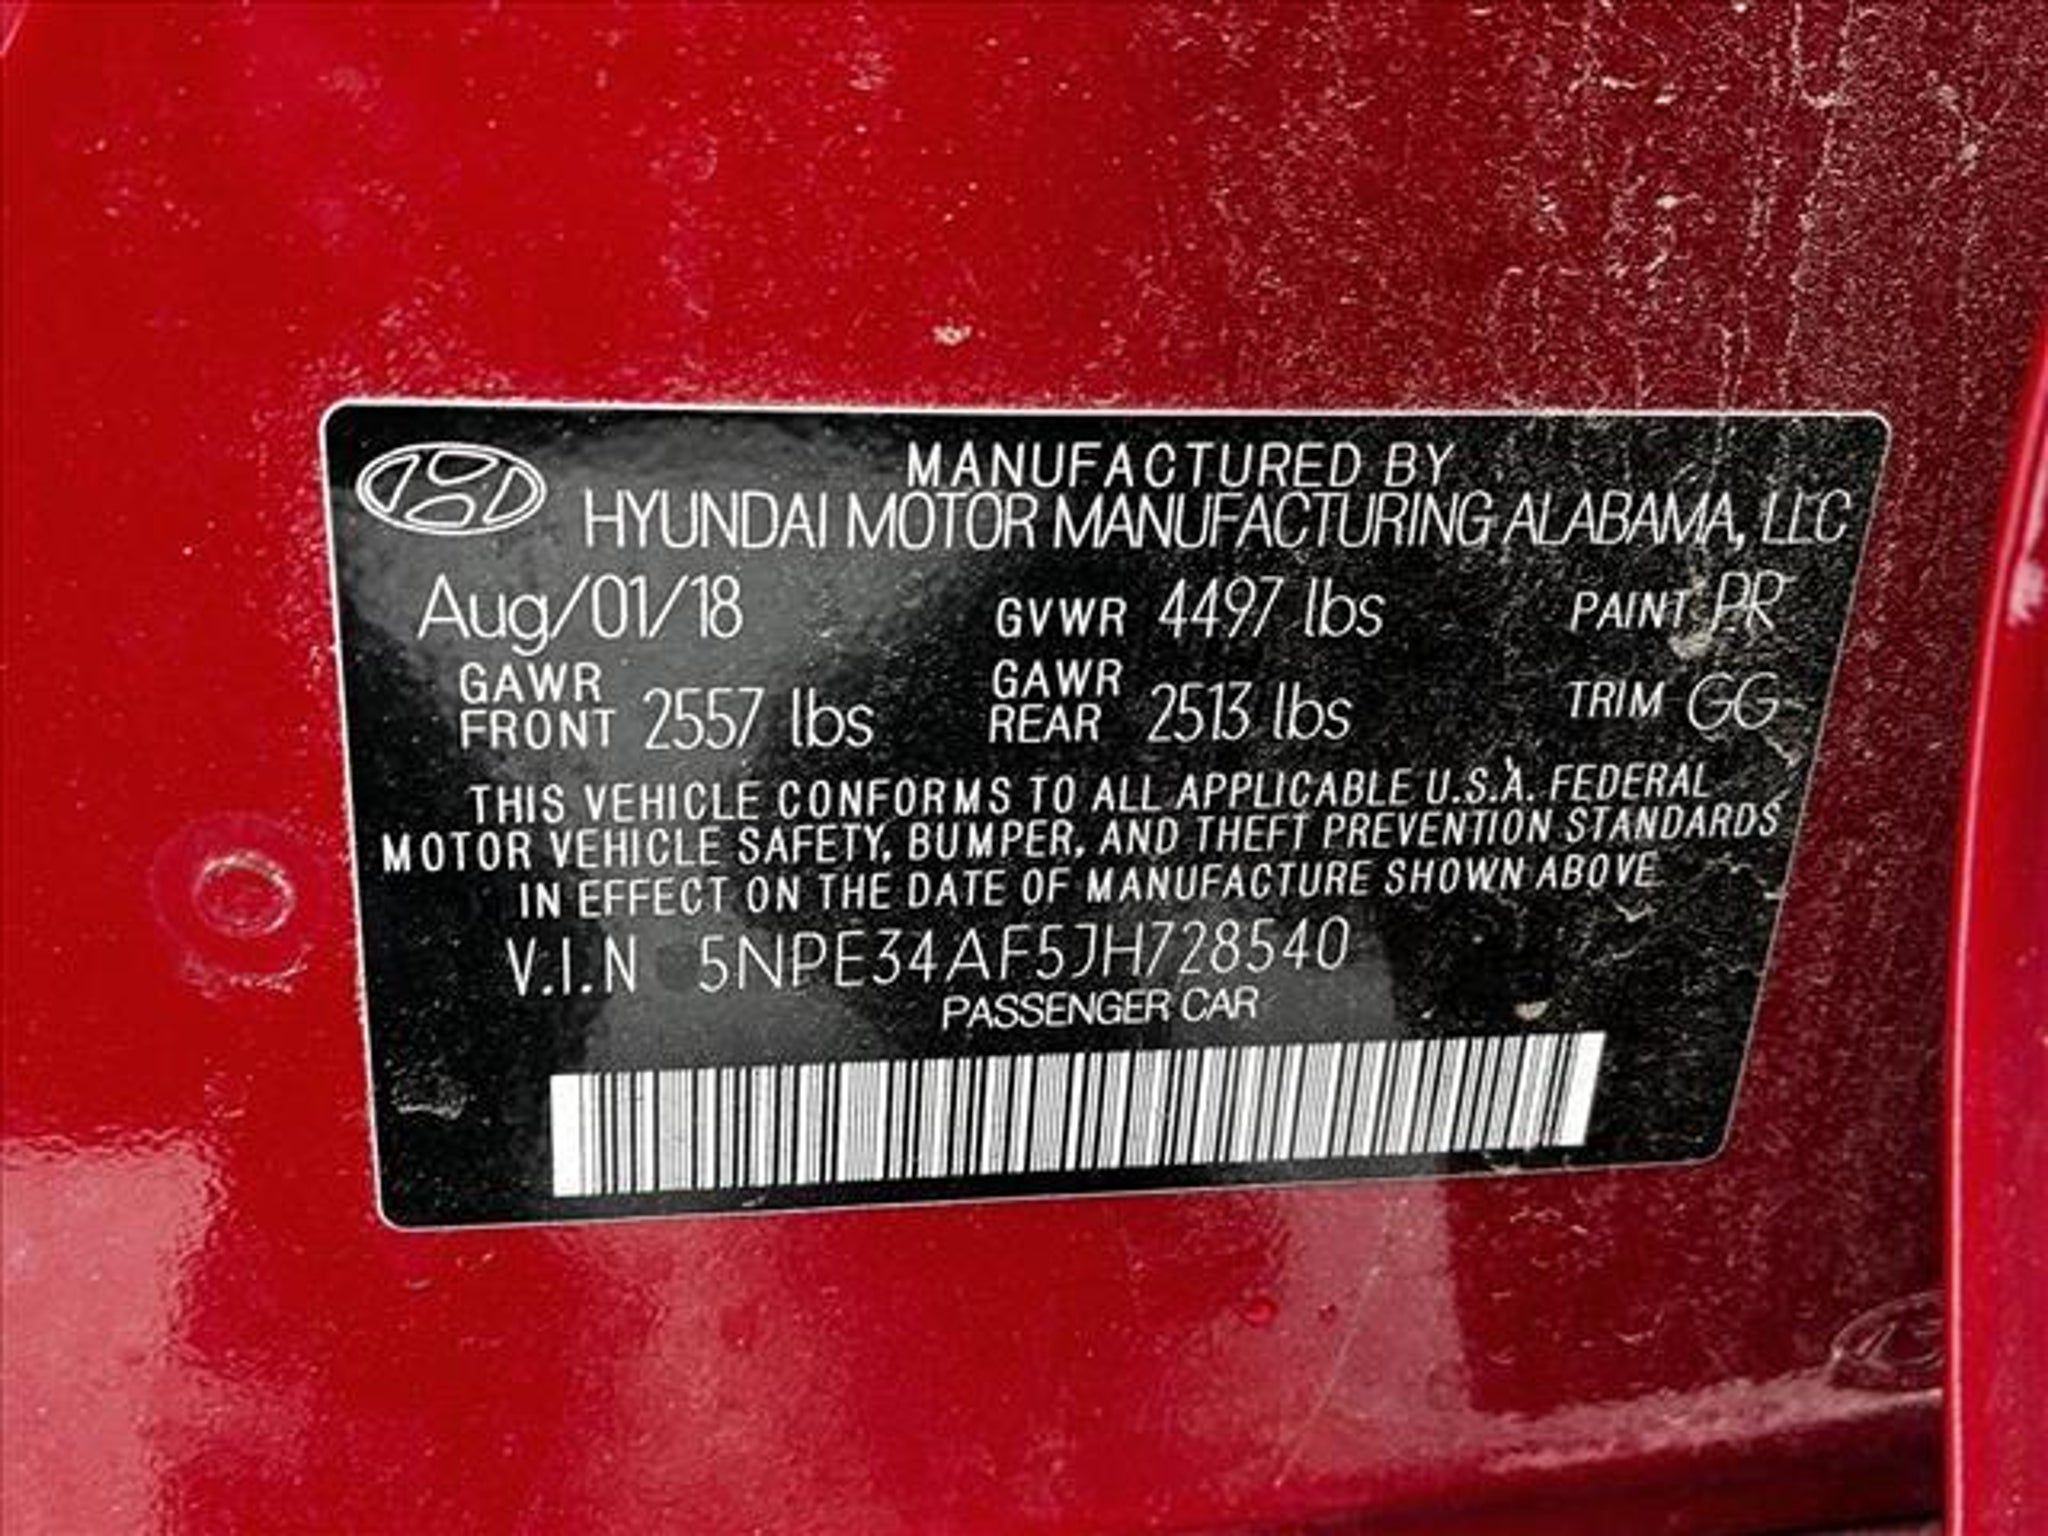 MANUFACTURED BY
HYUNDAI MOTOR MANUFACTURING ALABAMA, LLC
Aug/01/18 GVWR 4497 lbs PAINT PR
GAWR FRONT 2557 lbs GAWR REAR 2513 lbs TRIM GG
THIS VEHICLE CONFORMS TO ALL APPLICABLE U.S.A. FEDERAL
MOTOR VEHICLE SAFETY, BUMPER, AND THEFT PREVENTION STANDARDS
IN EFFECT ON THE DATE OF MANUFACTURE SHOWN ABOVE
V.I.N 5NPE34AF5JH728540
PASSENGER CAR